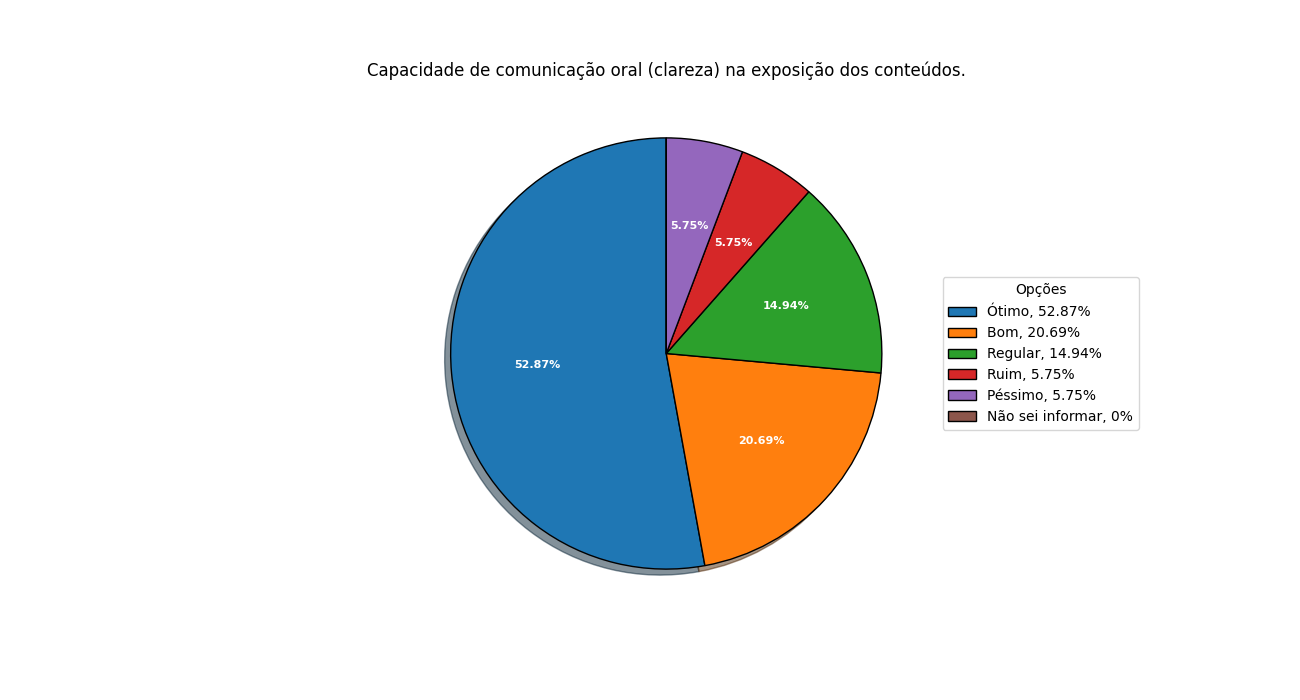 Capacidade de comunicação oral (clareza) na exposição dos conteúdos.
5.75%
5.75%
14.94%
52.87%
20.69%
Opções
Ótimo, 52.87%
Bom, 20.69%
Regular, 14.94%
Ruim, 5.75%
Péssimo, 5.75%
Não sei informar, 0%